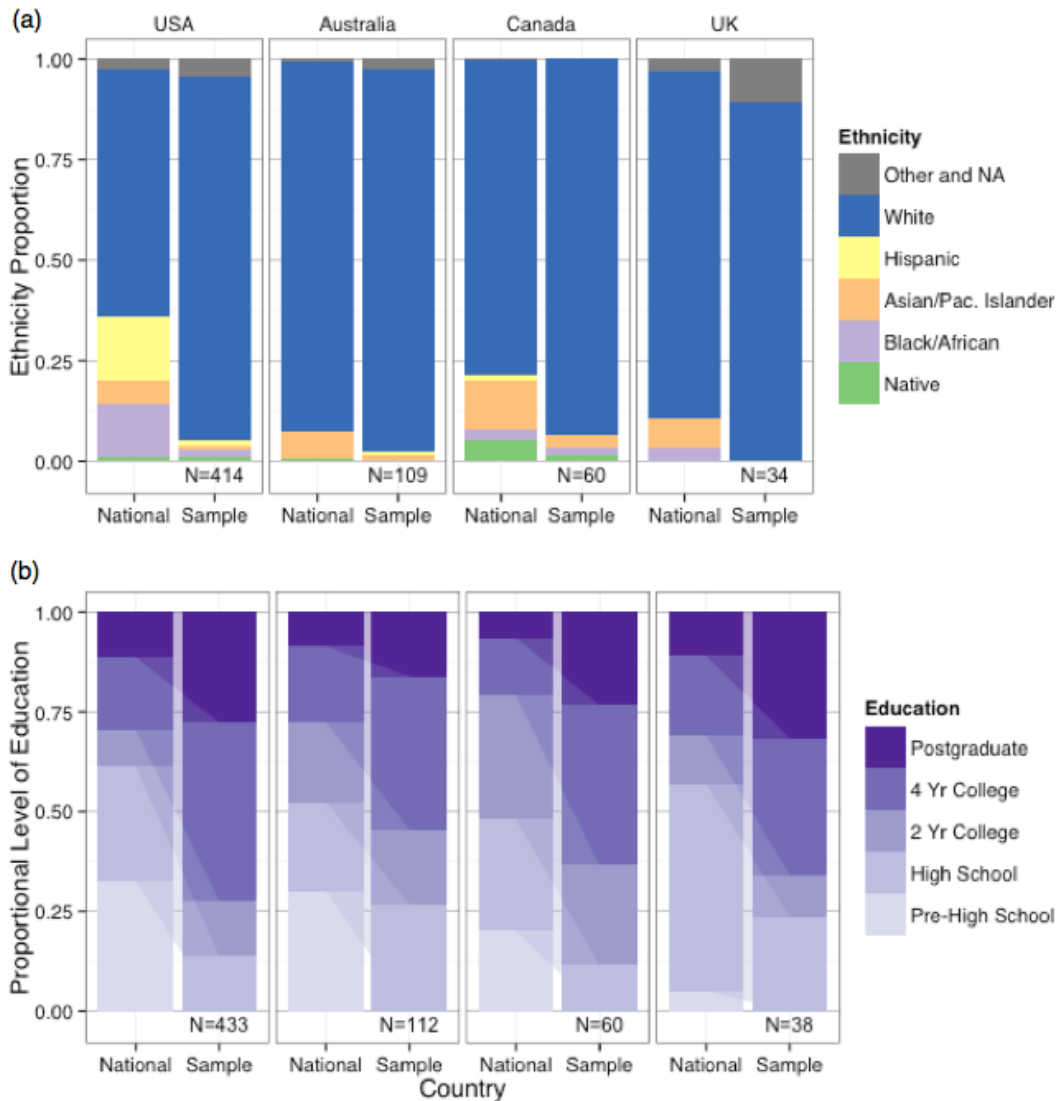 (a)
USA Australia Canada UK
1.00
0.75
0.50
0.25
0.00
Ethnicity Proportion
N=414 N=109 N=60 N=34
National Sample National Sample National Sample National Sample
Ethnicity
Other and NA
White
Hispanic
Asian/Pac. Islander
Black/African
Native
(b)
1.00
0.75
0.50
0.25
0.00
Proportional Level of Education
N=433 N=112 N=60 N=38
National Sample National Sample National Sample National Sample
Country
Education
Postgraduate
4 Yr College
2 Yr College
High School
Pre-High School